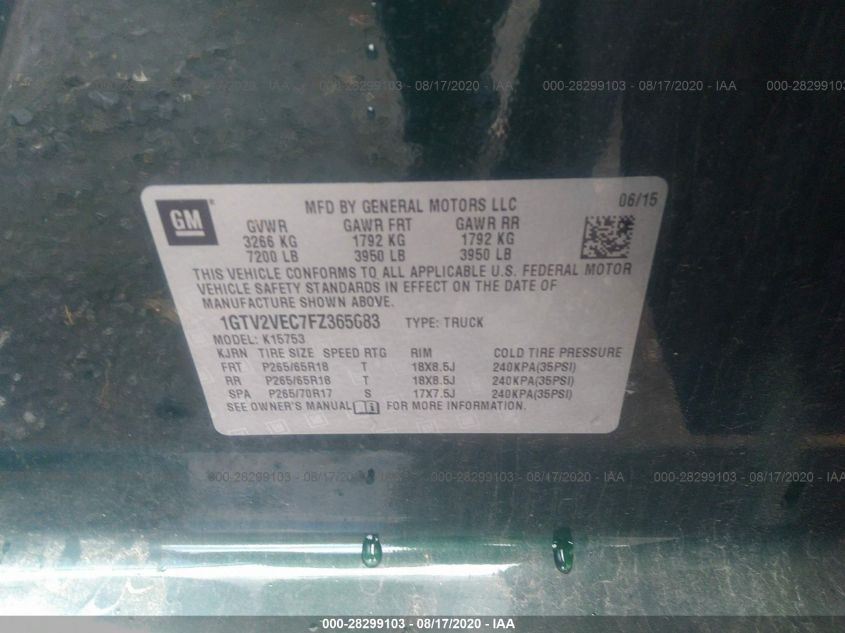 000-28299103 - 08/17/2020 - IAA
000-28299103 - 08/17/2020 - IAA
GM® MFD BY GENERAL MOTORS LLC 06/15
GVWR GAWR FRT GAWR RR
3266 KG 1792 KG 1792 KG
7200 LB 3950 LB 3950 LB
THIS VEHICLE CONFORMS TO ALL APPLICABLE U.S. FEDERAL MOTOR
VEHICLE SAFETY STANDARDS IN EFFECT ON THE DATE OF
MANUFACTURE SHOWN ABOVE.
1GTV2VEC7FZ365683 TYPE: TRUCK
MODEL: K15753
KJRN TIRE SIZE SPEED RTG RIM COLD TIRE PRESSURE
FRT P265/65R18 T 18X8.5J 240KPA(35PSI)
RR P265/65R18 T 18X8.5J 240KPA(35PSI)
SPA P265/70R17 S 17X7.5J 240KPA(35PSI)
SEE OWNER'S MANUAL i FOR MORE INFORMATION.
000-28299103 - 08/17/2020 - IAA
000-28299103 - 08/17/2020 - IAA
000-28299103 - 08/17/2020 - IAA